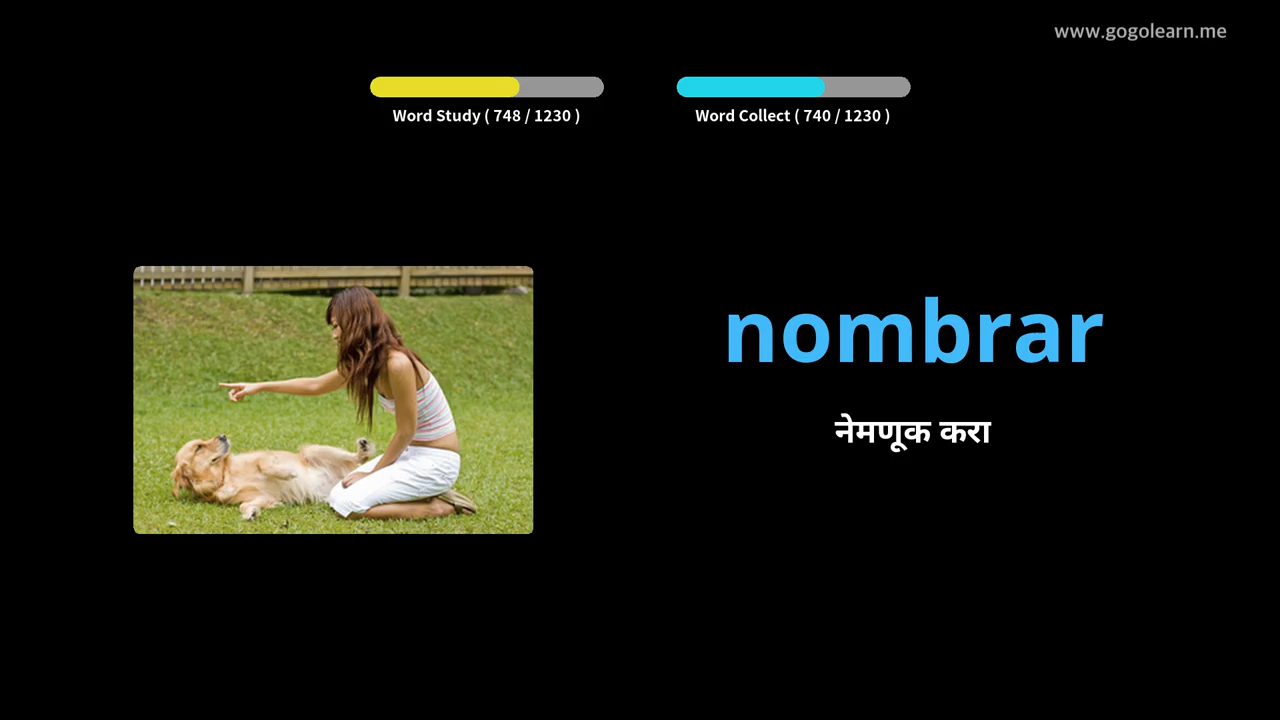 www.gogolearn.me
Word Study ( 748 / 1230 )
Word Collect ( 740 / 1230 )
nombrar
नेमणूक करा